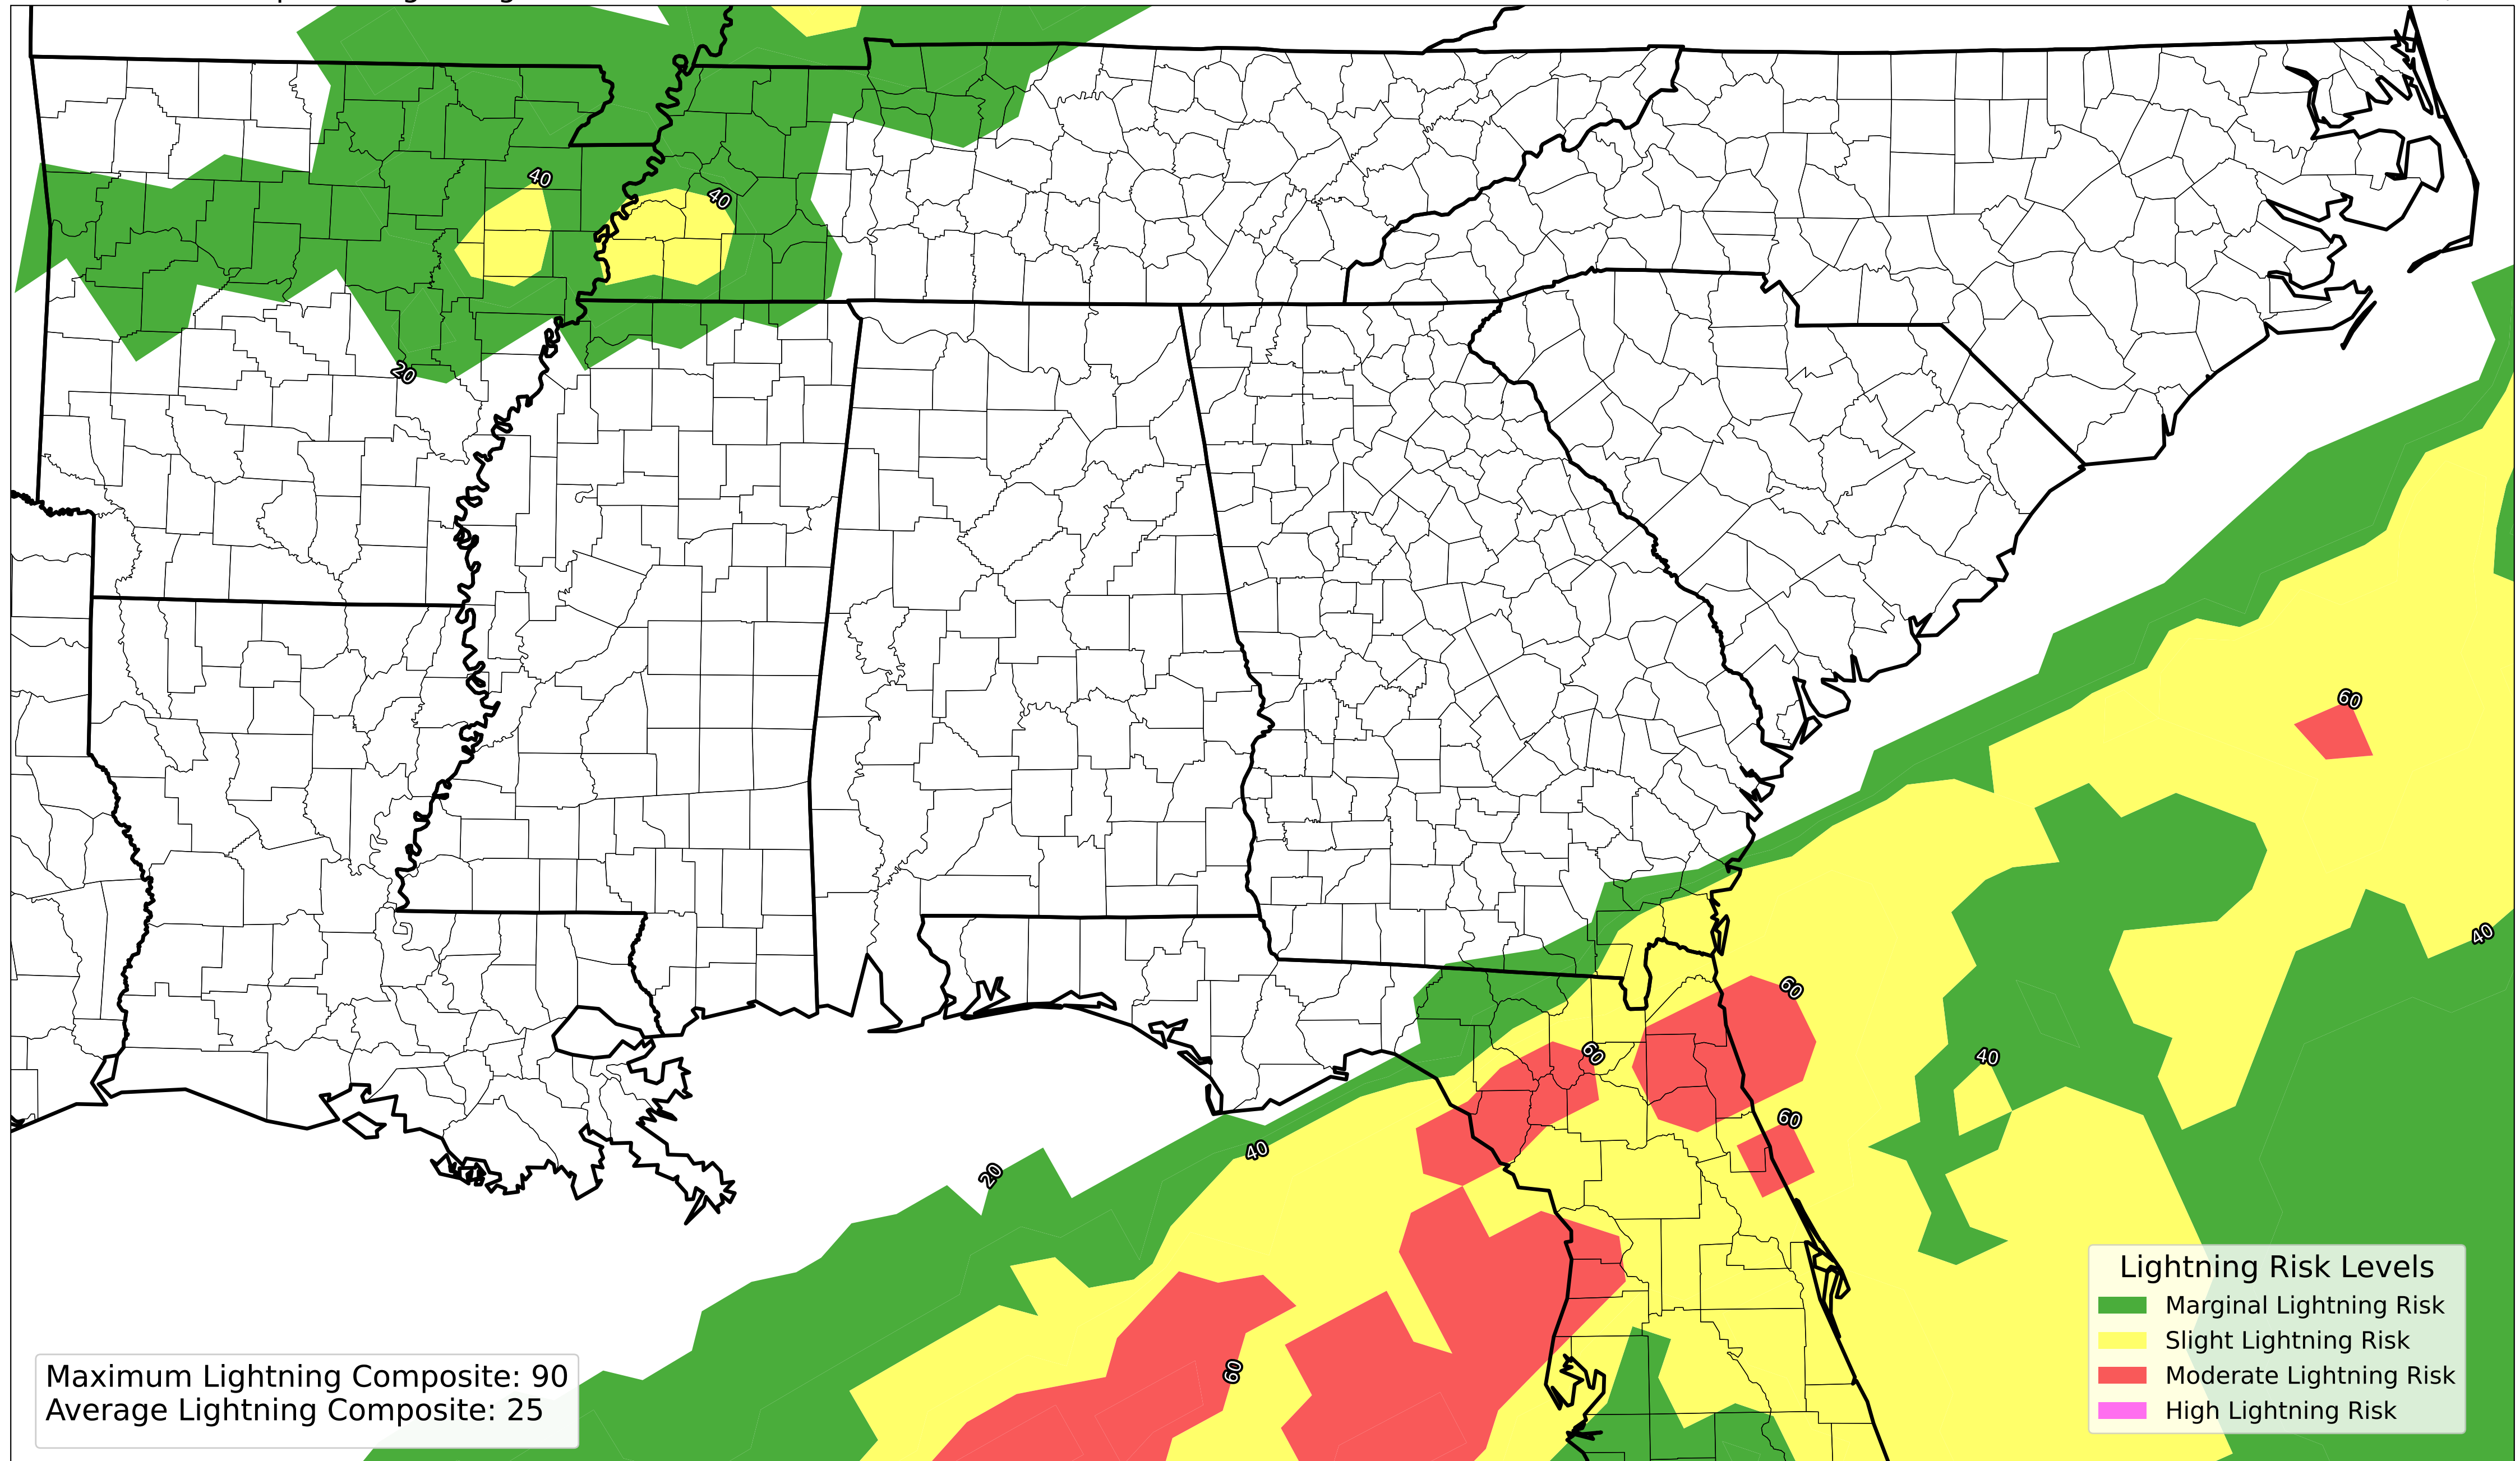 40
40
20
60
40
60
60
40
60
40
20
60
Lightning Risk Levels
Marginal Lightning Risk
Slight Lightning Risk
Moderate Lightning Risk
High Lightning Risk
Maximum Lightning Composite: 90
Average Lightning Composite: 25